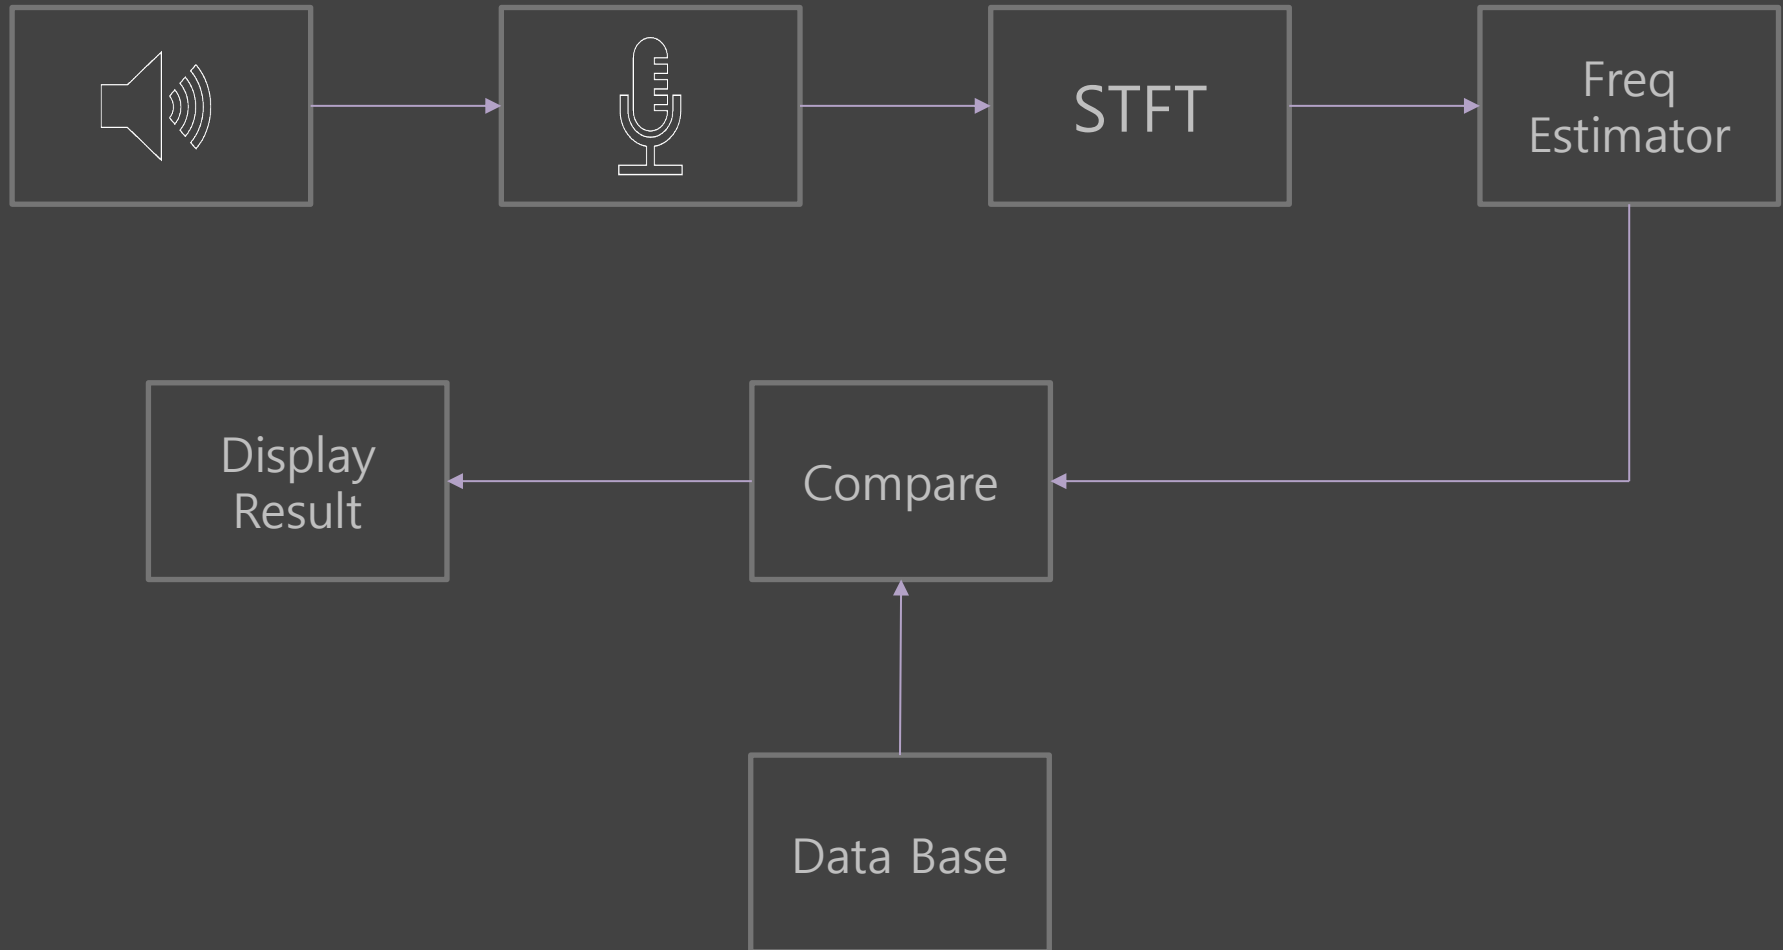 STFT
Freq
Estimator
Display
Result
Compare
Data Base